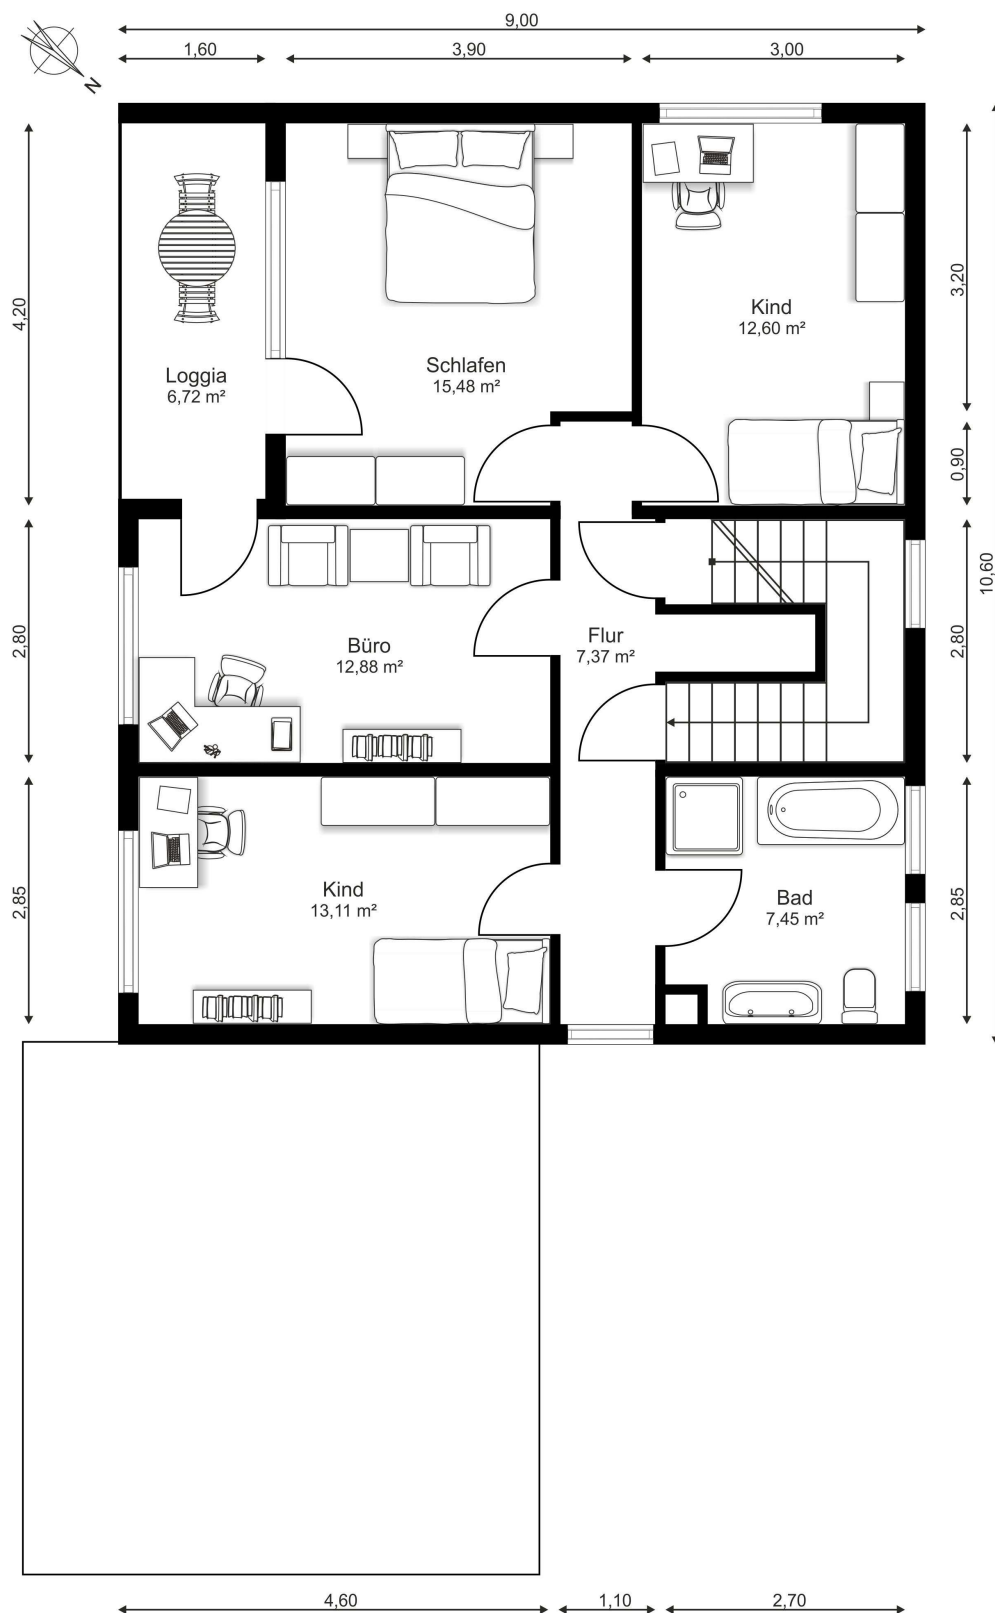 9,00
1,60
3,90
3,00
N
4,20
3,20
Kind
12,60 m²
Schlafen
15,48 m²
Loggia
6,72 m²
0,90
10,60
2,80
Büro
12,88 m²
Flur
7,37 m²
2,80
2,85
Kind
13,11 m²
Bad
7,45 m²
2,85
4,60
1,10
2,70